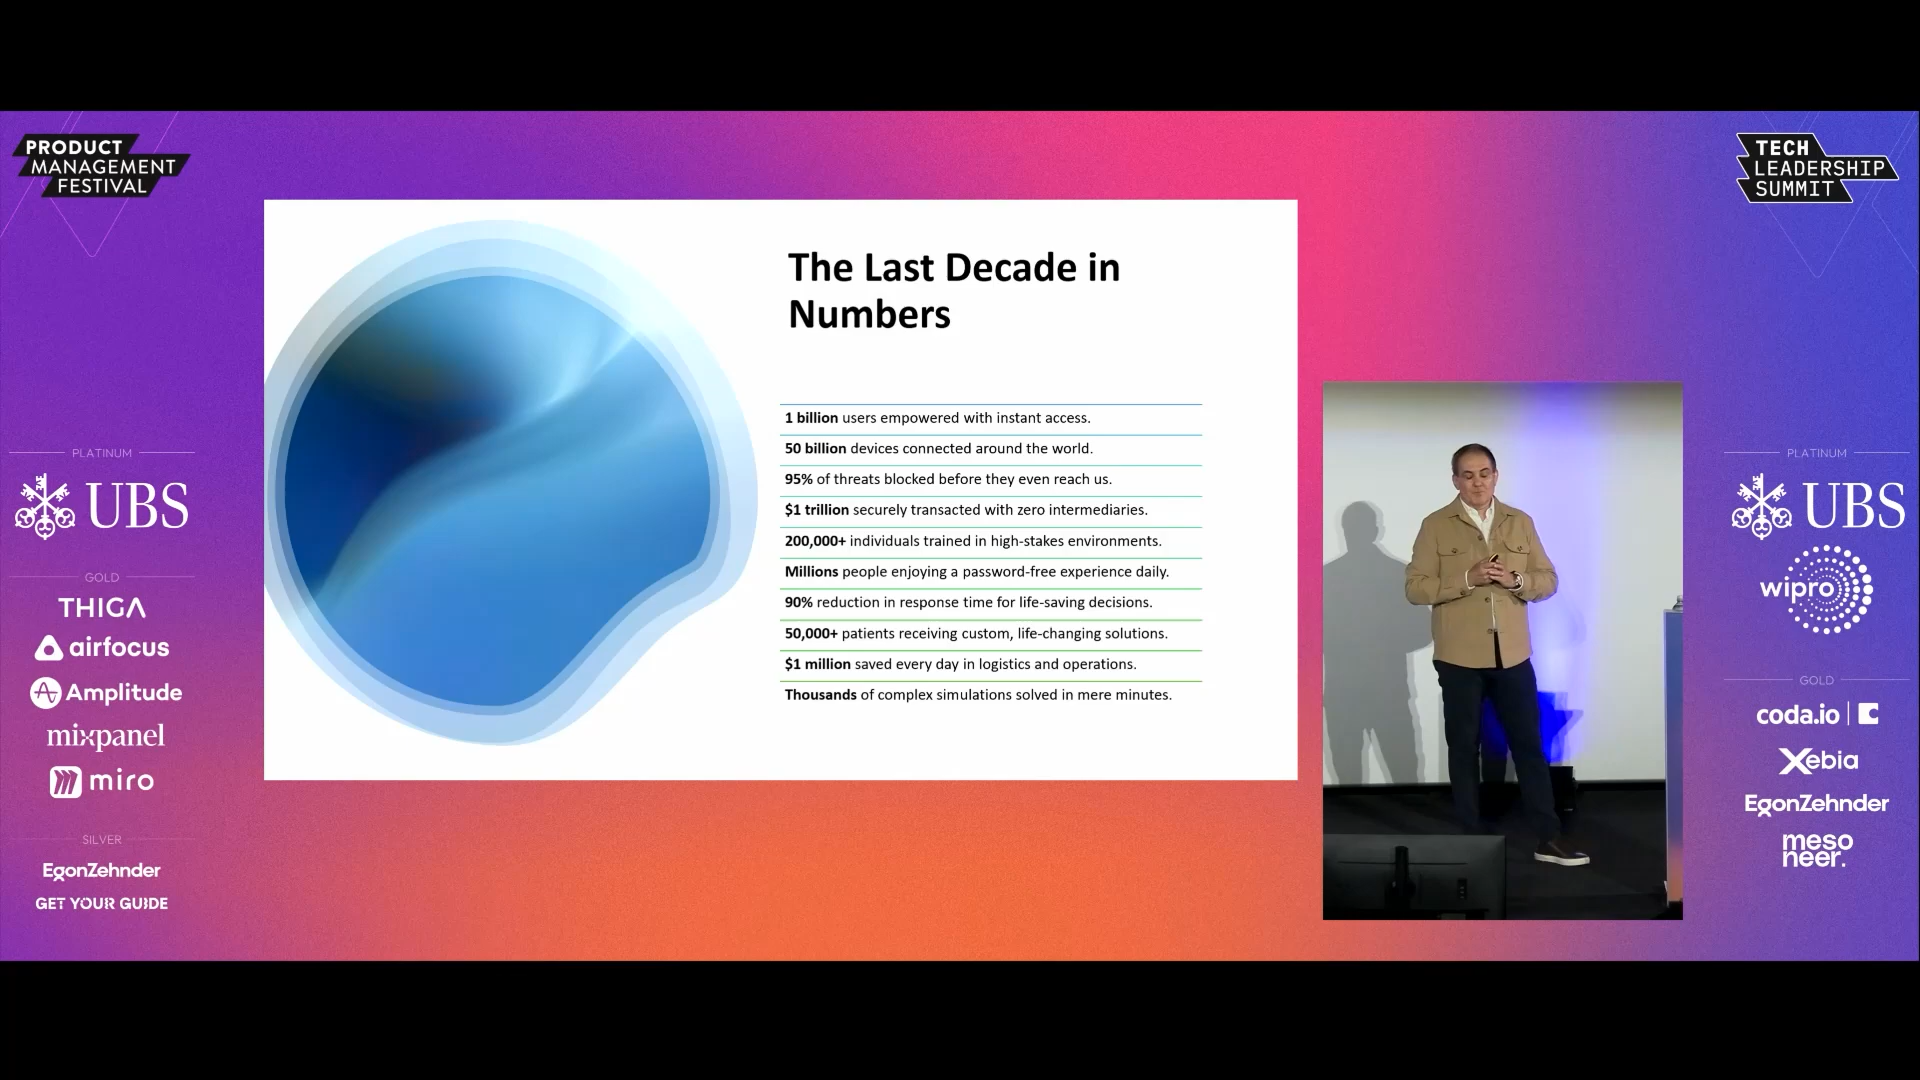 PRODUCT
MANAGEMENT
FESTIVAL
TECH
LEADERSHIP
SUMMIT
The Last Decade in
Numbers
1 billion users empowered with instant access.
50 billion devices connected around the world.
95% of threats blocked before they even reach us.
$1 trillion securely transacted with zero intermediaries.
200,000+ individuals trained in high-stakes environments.
Millions people enjoying a password-free experience daily.
90% reduction in response time for life-saving decisions.
50,000+ patients receiving custom, life-changing solutions.
$1 million saved every day in logistics and operations.
Thousands of complex simulations solved in mere minutes.
PLATINUM
UBS
GOLD
THIGA
airfocus
Amplitude
mixpanel
miro
SILVER
EgonZehnder
GET YOUR GUIDE
PLATINUM
UBS
wipro
GOLD
coda.io
Xebia
EgonZehnder
meso
neer.